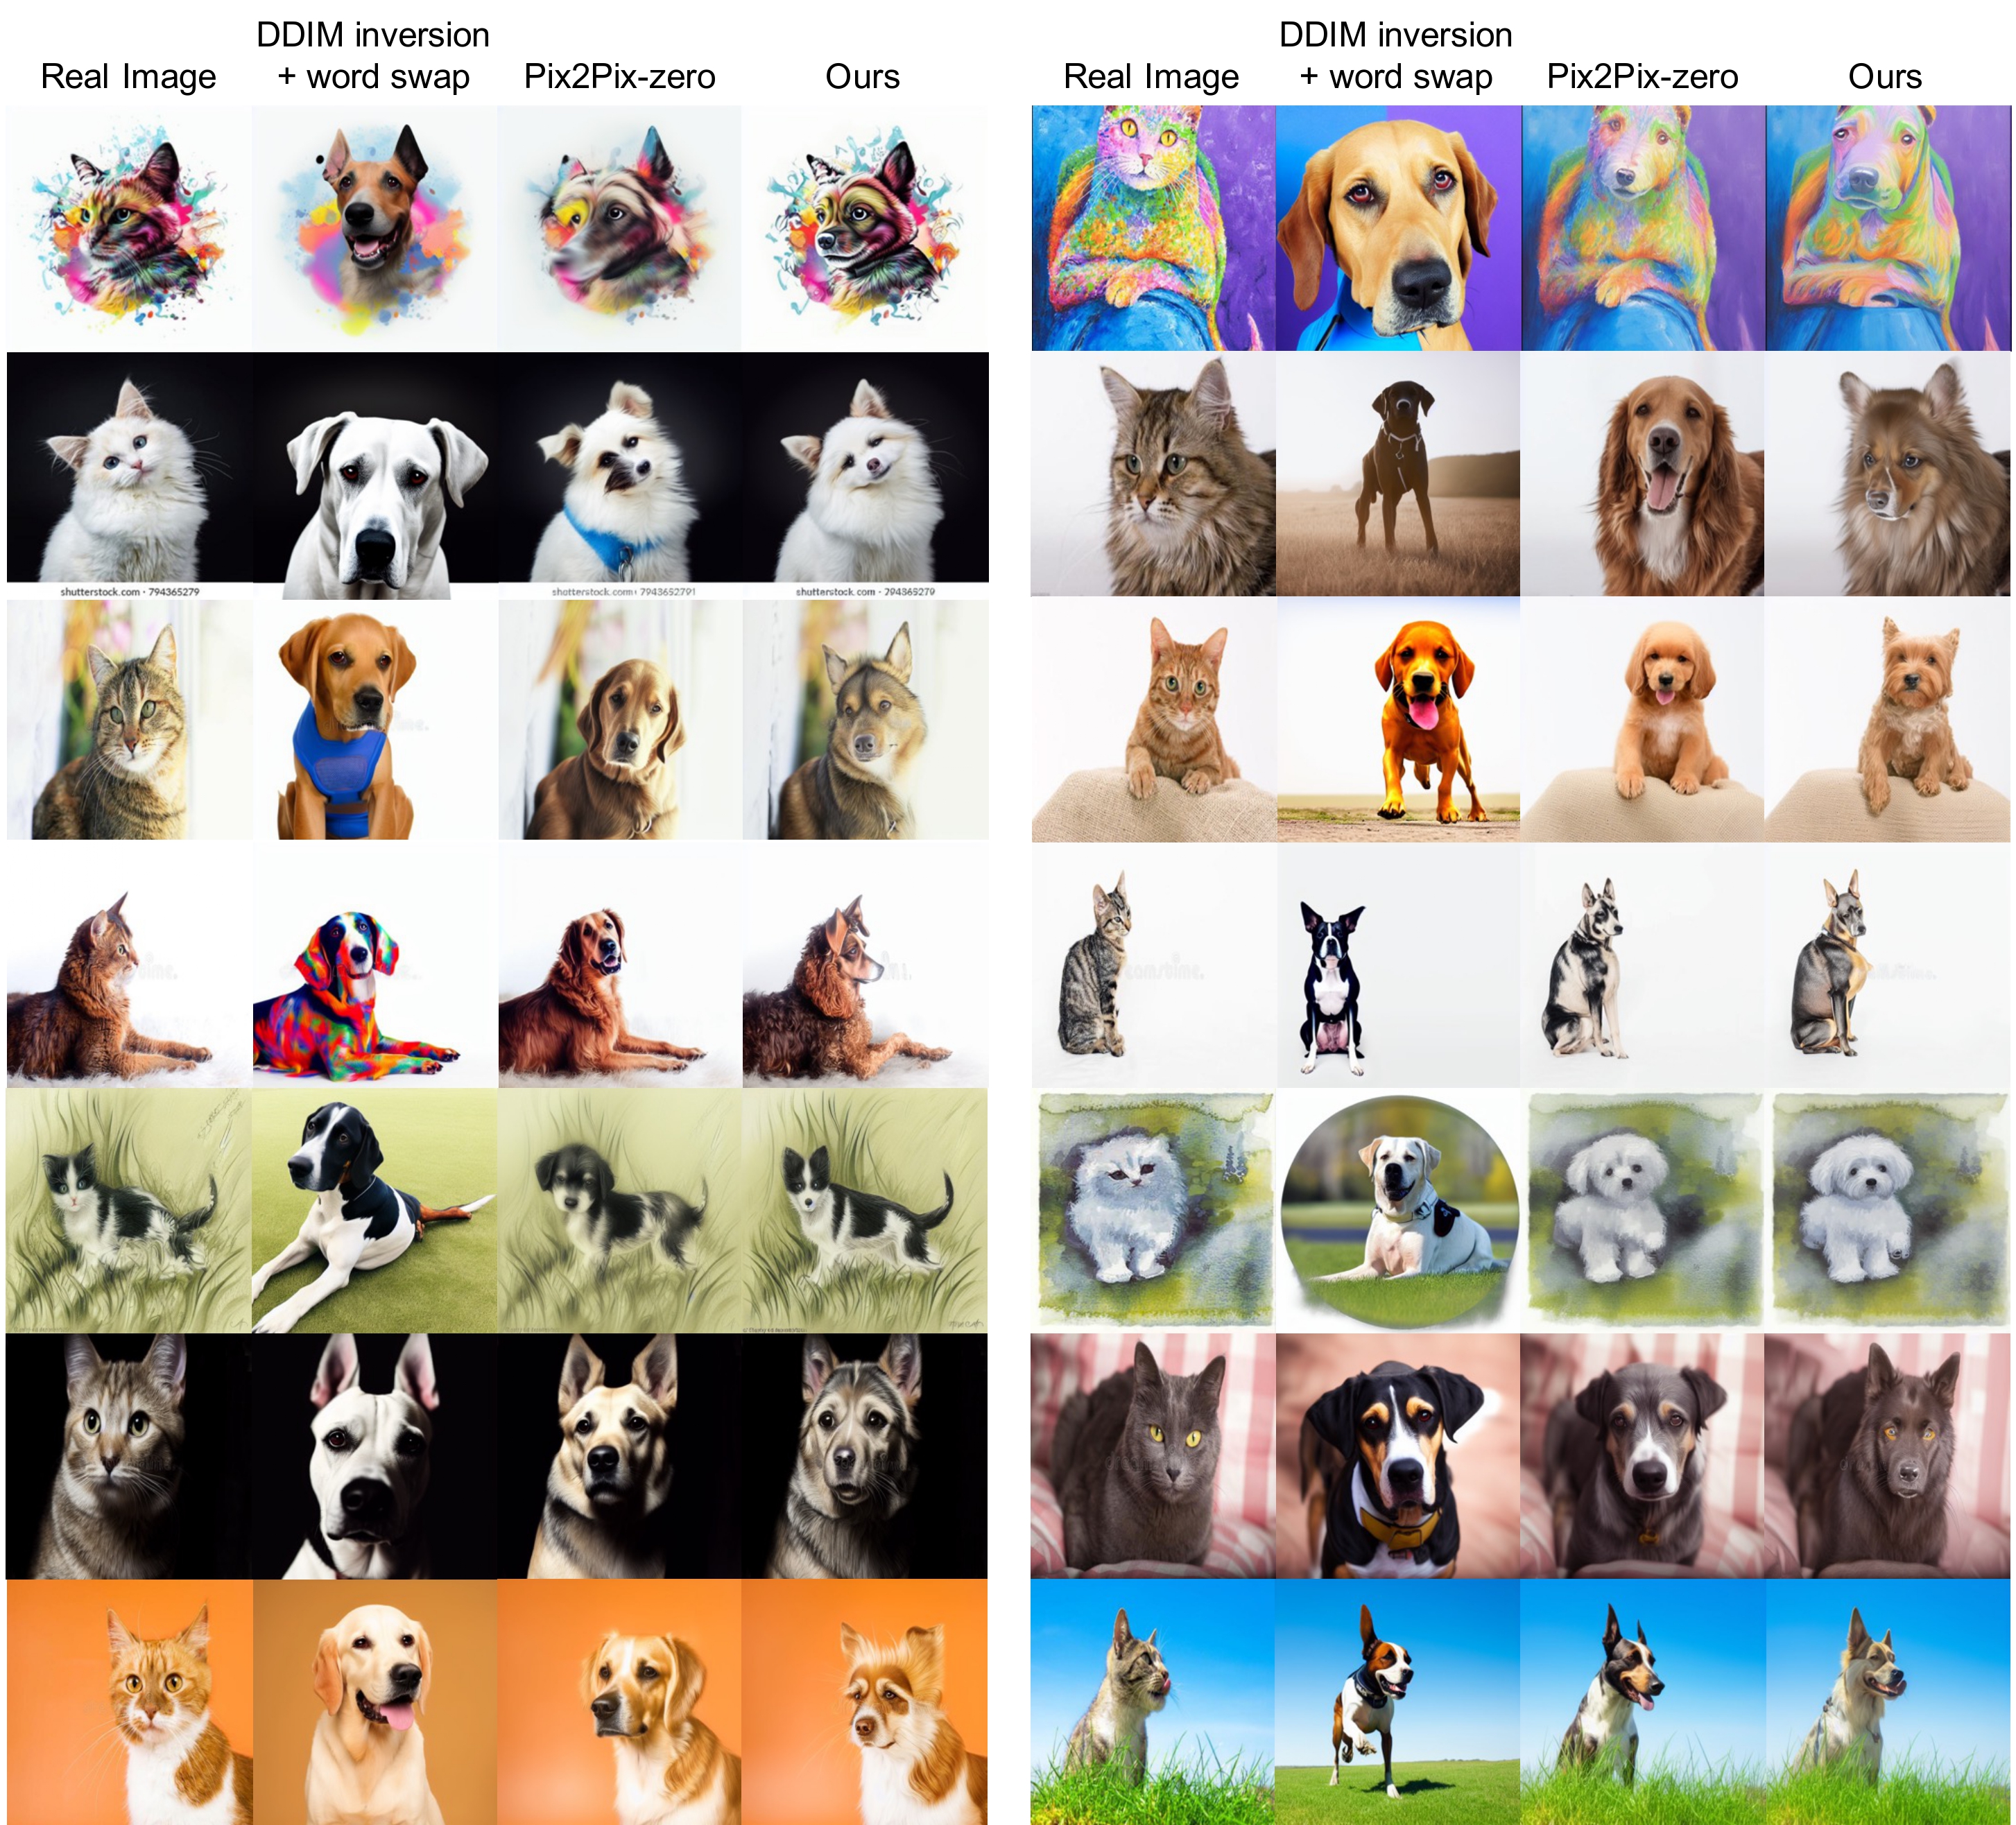 DDIM inversion
Real Image + word swap Pix2Pix-zero Ours
DDIM inversion
Real Image + word swap Pix2Pix-zero Ours
shutterstock.com · 794365279
shutterstock.com · 7943652791
shutterstock.com · 794365279